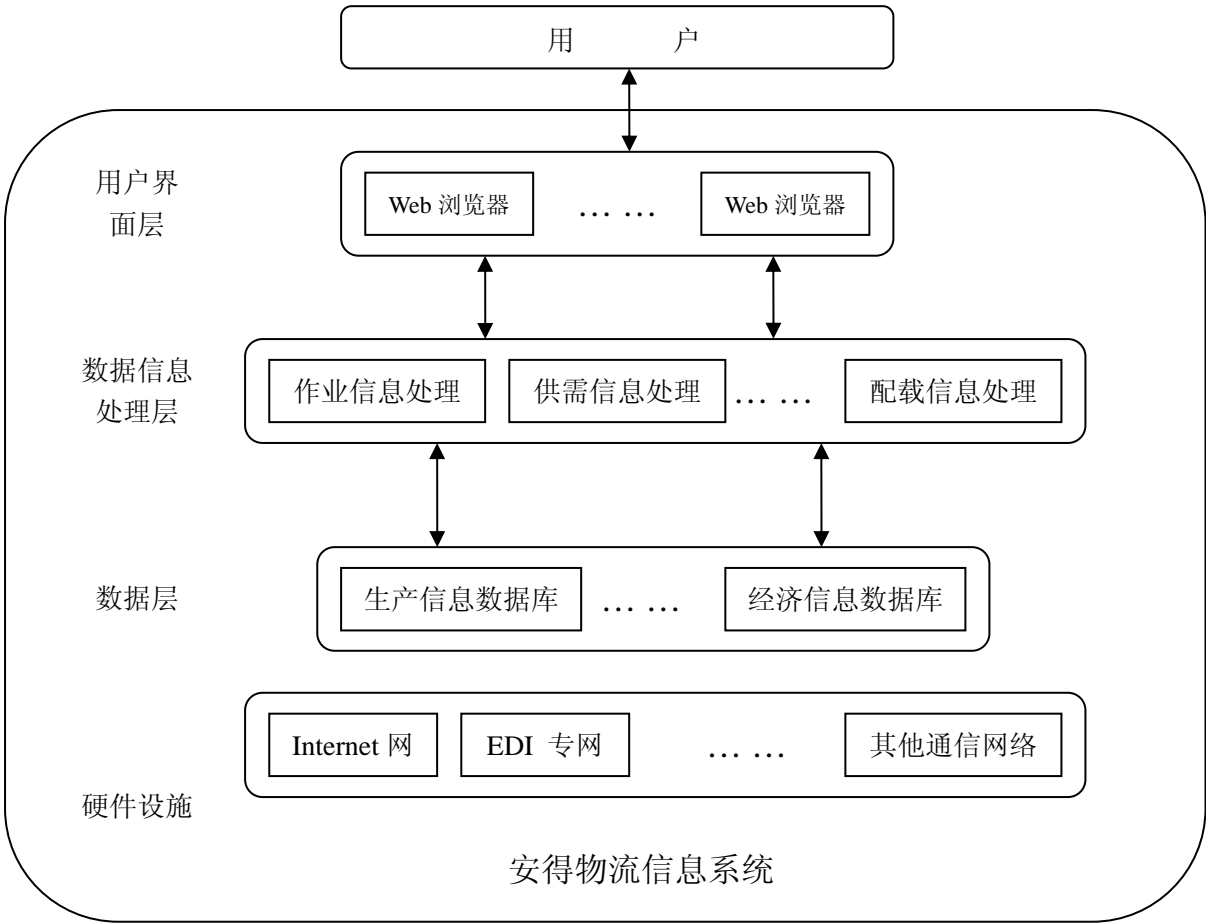 用 户
用户界
面层
Web 浏览器 … … Web 浏览器
数据信息
处理层
作业信息处理 供需信息处理 … … 配载信息处理
数据层
生产信息数据库 … … 经济信息数据库
Internet 网 EDI 专网 … … 其他通信网络
硬件设施
安得物流信息系统